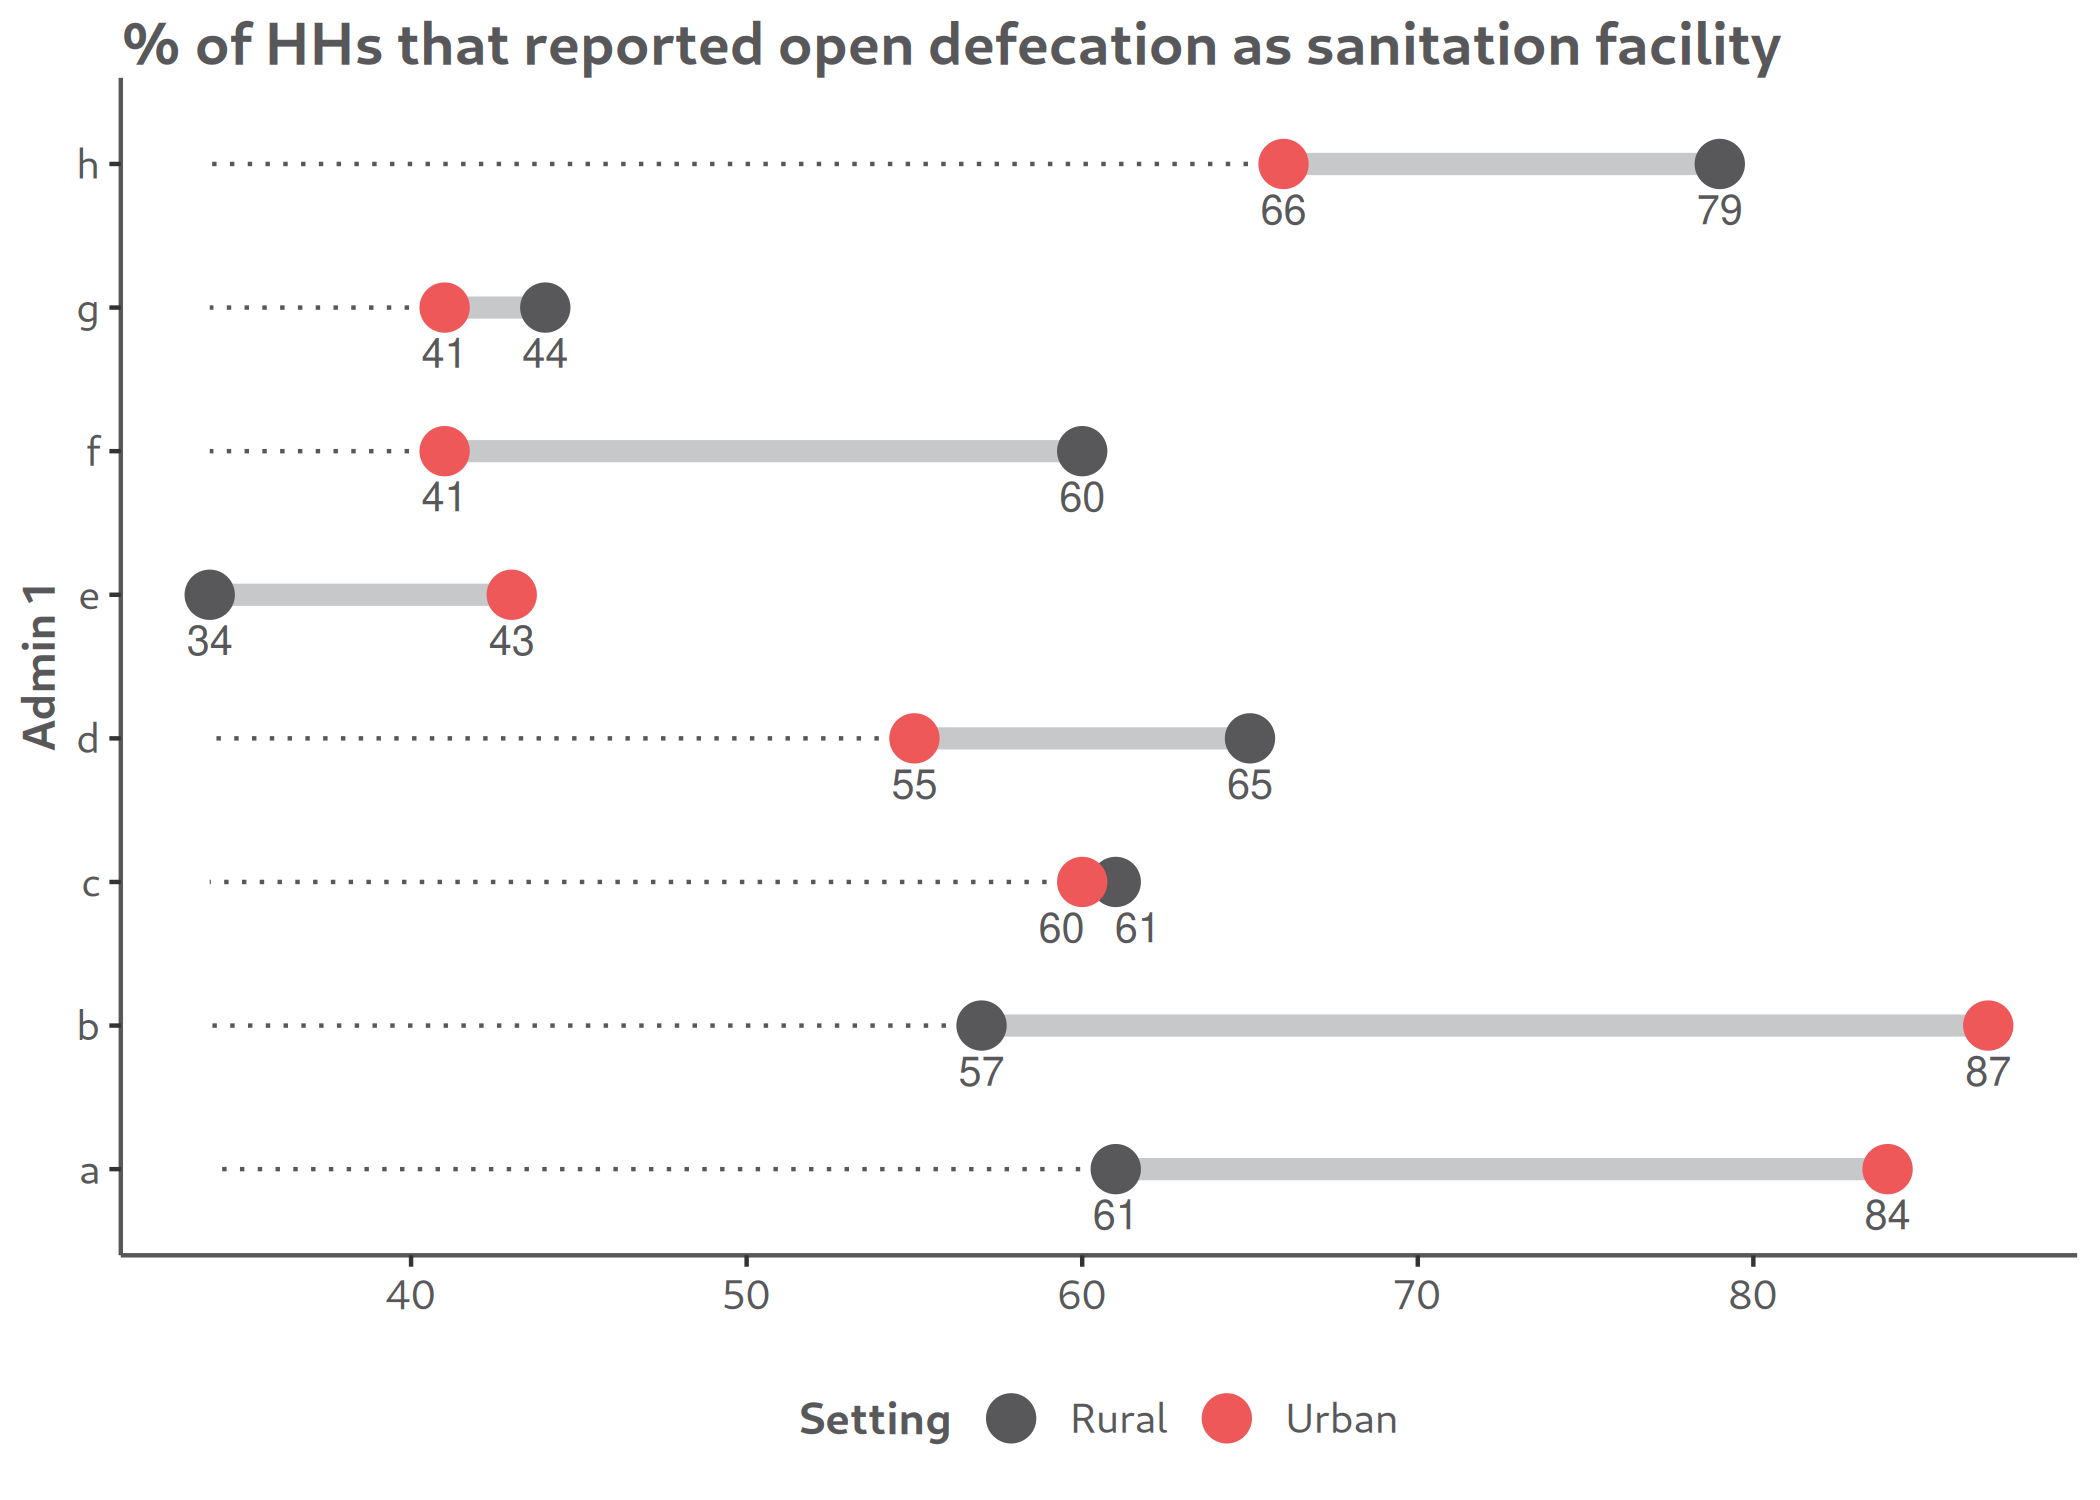 % of HHs that reported open defecation as sanitation facility
Admin 1
h
66 79
g
41 44
f
41 60
e
34 43
d
55 65
c
60 61
b
57 87
a
61 84
40 50 60 70 80
Setting Rural Urban